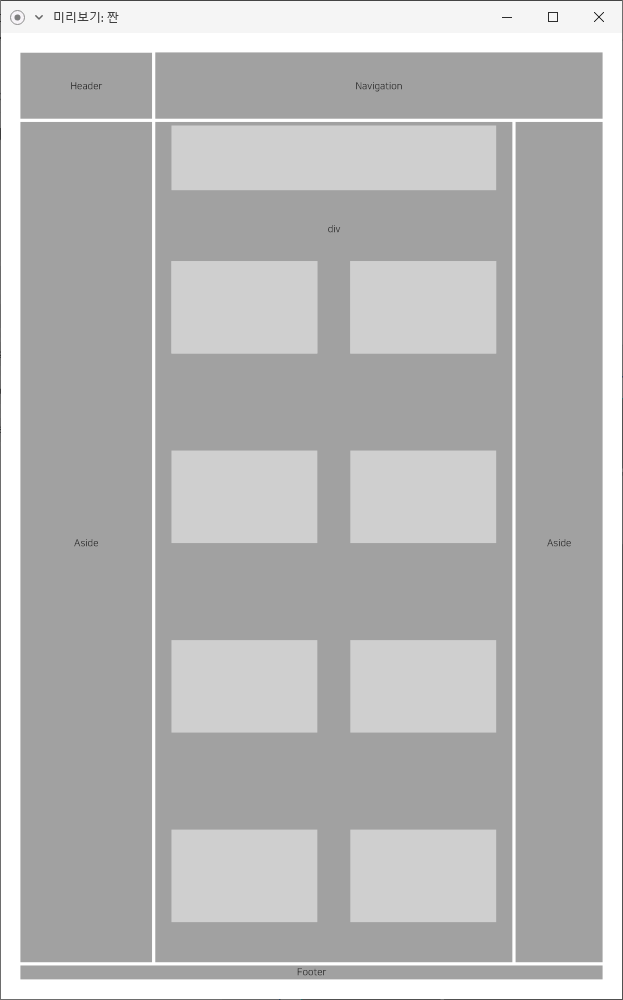 미리보기: 짠
Header
Navigation
div
Aside
Aside
Footer